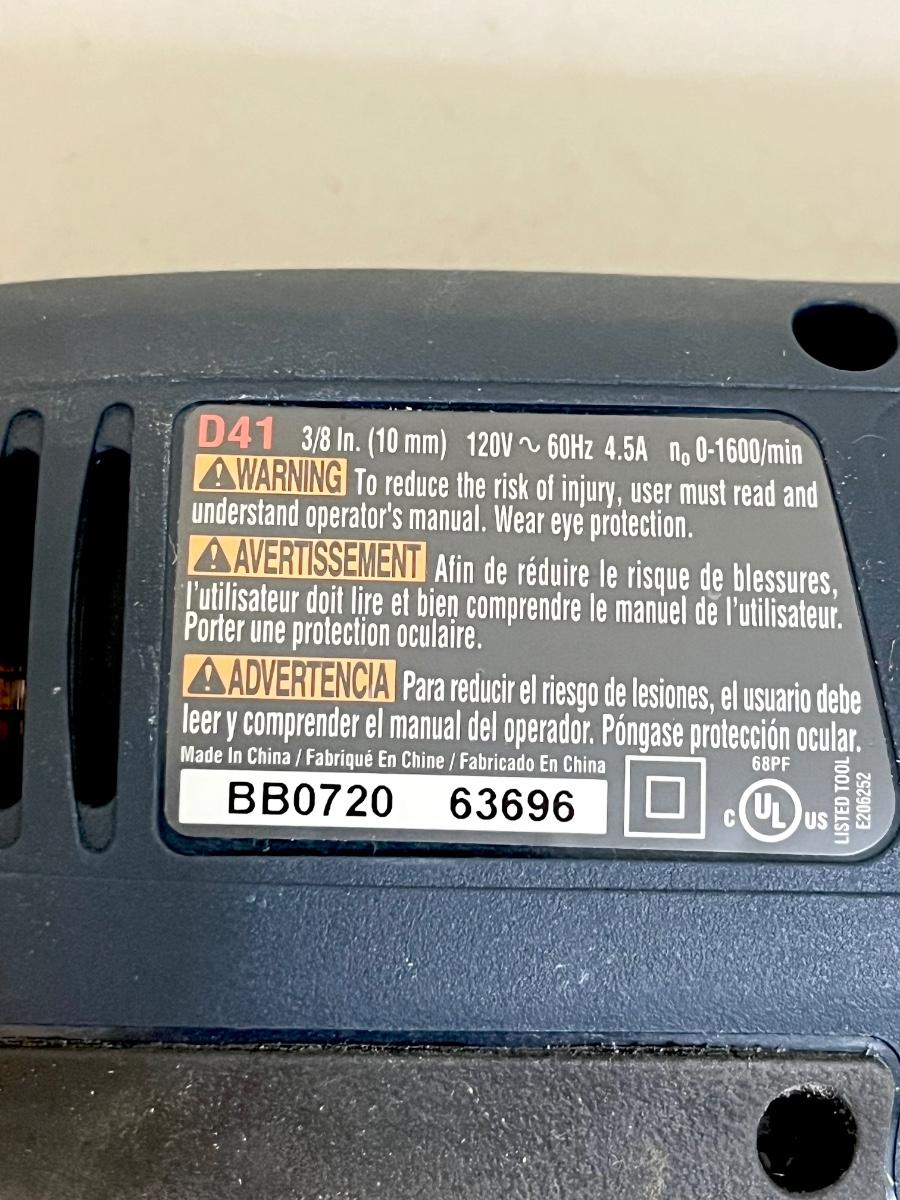 D41 3/8 In. (10 mm) 120V ~ 60Hz 4.5A n₀ 0-1600/min
⚠WARNING To reduce the risk of injury, user must read and
understand operator's manual. Wear eye protection.
⚠AVERTISSEMENT Afin de réduire le risque de blessures,
l'utilisateur doit lire et bien comprendre le manuel de l'utilisateur.
Porter une protection oculaire.
⚠ADVERTENCIA Para reducir el riesgo de lesiones, el usuario debe
leer y comprender el manual del operador. Póngase protección ocular.
Made In China / Fabriqué En Chine / Fabricado En China
BB0720 63696
68PF
C UL US
LISTED TOOL
E206252